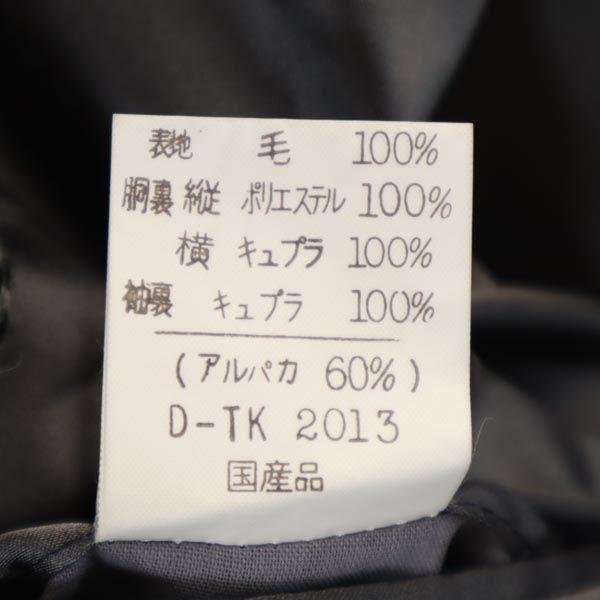 表地 毛 100%
胴裏 縦 ポリエステル 100%
横 キュプラ 100%
袖裏 キュプラ 100%
(アルパカ 60%)
D-TK 2013
国産品